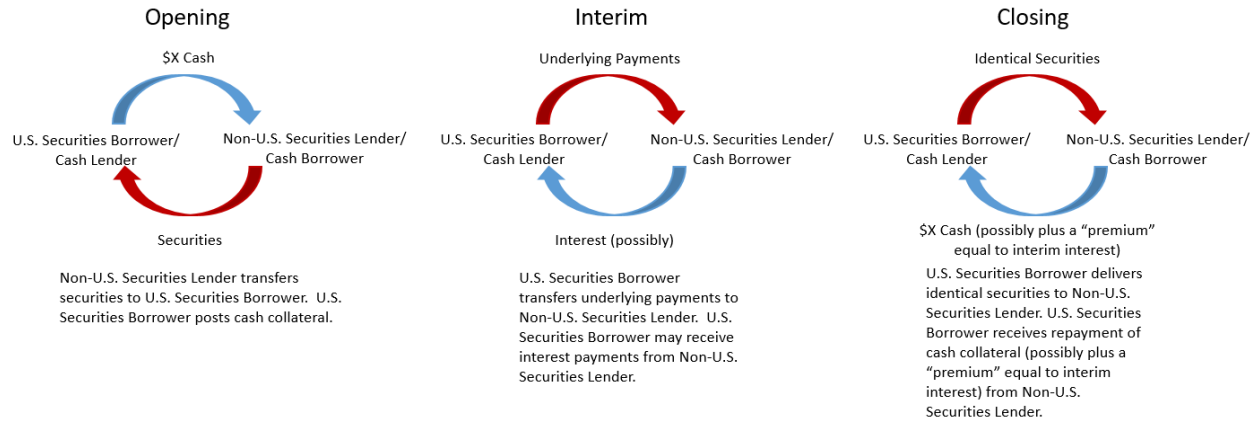 Opening
$X Cash
U.S. Securities Borrower/
Cash Lender
Non-U.S. Securities Lender/
Cash Borrower
Securities
Non-U.S. Securities Lender transfers
securities to U.S. Securities Borrower.  U.S.
Securities Borrower posts cash collateral.
Interim
Underlying Payments
U.S. Securities Borrower/
Cash Lender
Non-U.S. Securities Lender/
Cash Borrower
Interest (possibly)
U.S. Securities Borrower
transfers underlying payments to
Non-U.S. Securities Lender.  U.S.
Securities Borrower may receive
interest payments from Non-U.S.
Securities Lender.
Closing
Identical Securities
U.S. Securities Borrower/
Cash Lender
Non-U.S. Securities Lender/
Cash Borrower
$X Cash (possibly plus a “premium”
equal to interim interest)
U.S. Securities Borrower delivers
identical securities to Non-U.S.
Securities Lender. U.S. Securities
Borrower receives repayment of
cash collateral (possibly plus a
“premium” equal to interim
interest) from Non-U.S.
Securities Lender.